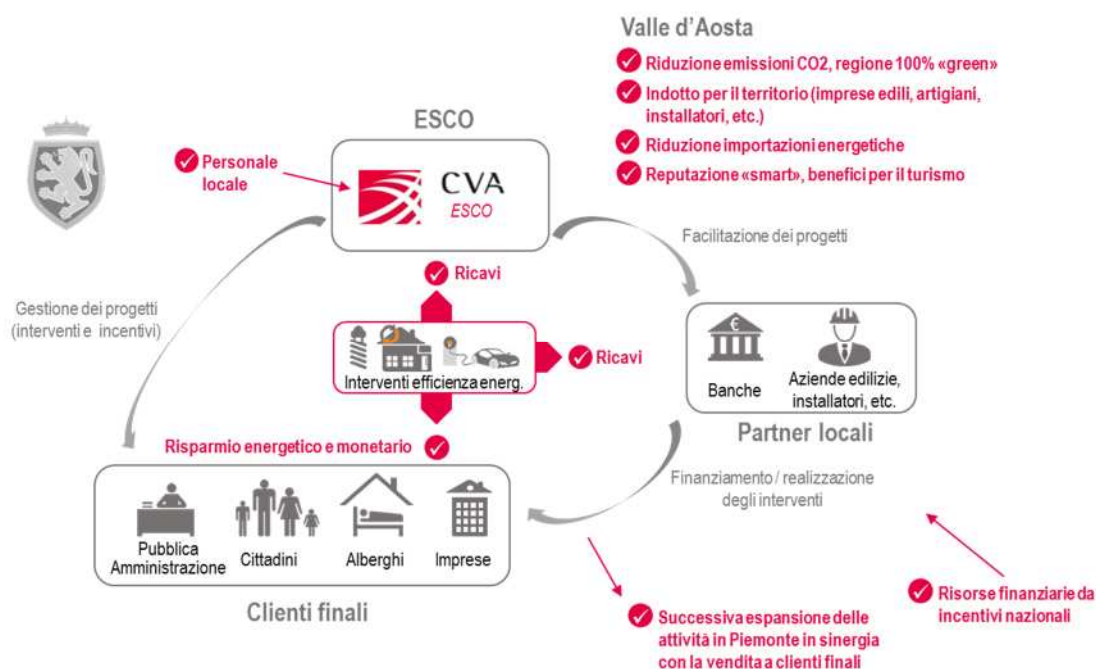 Valle d'Aosta
Riduzione emissioni CO2, regione 100% «green»
Indotto per il territorio (imprese edili, artigiani,
installatori, etc.)
Riduzione importazioni energetiche
Reputazione «smart», benefici per il turismo
ESCO
Personale
locale
CVA
ESCO
Facilitazione dei progetti
Ricavi
Gestione dei progetti
(interventi e incentivi)
Interventi efficienza energ.
Ricavi
€
Banche
Aziende edilizie,
installatori, etc.
Partner locali
Risparmio energetico e monetario
Finanziamento / realizzazione
degli interventi
Pubblica
Amministrazione
Cittadini
Alberghi
Imprese
Clienti finali
Risorse finanziarie da
incentivi nazionali
Successiva espansione delle
attività in Piemonte in sinergia
con la vendita a clienti finali